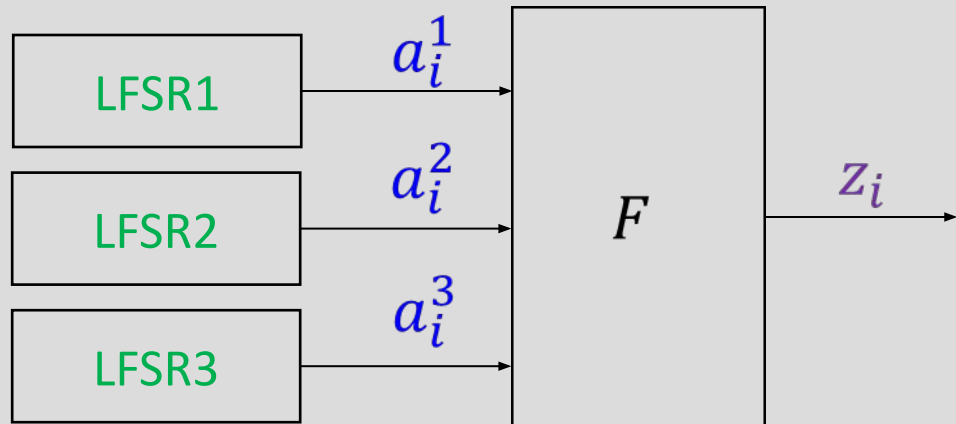 LFSR1
a_i^1
LFSR2
a_i^2
LFSR3
a_i^3
F
z_i